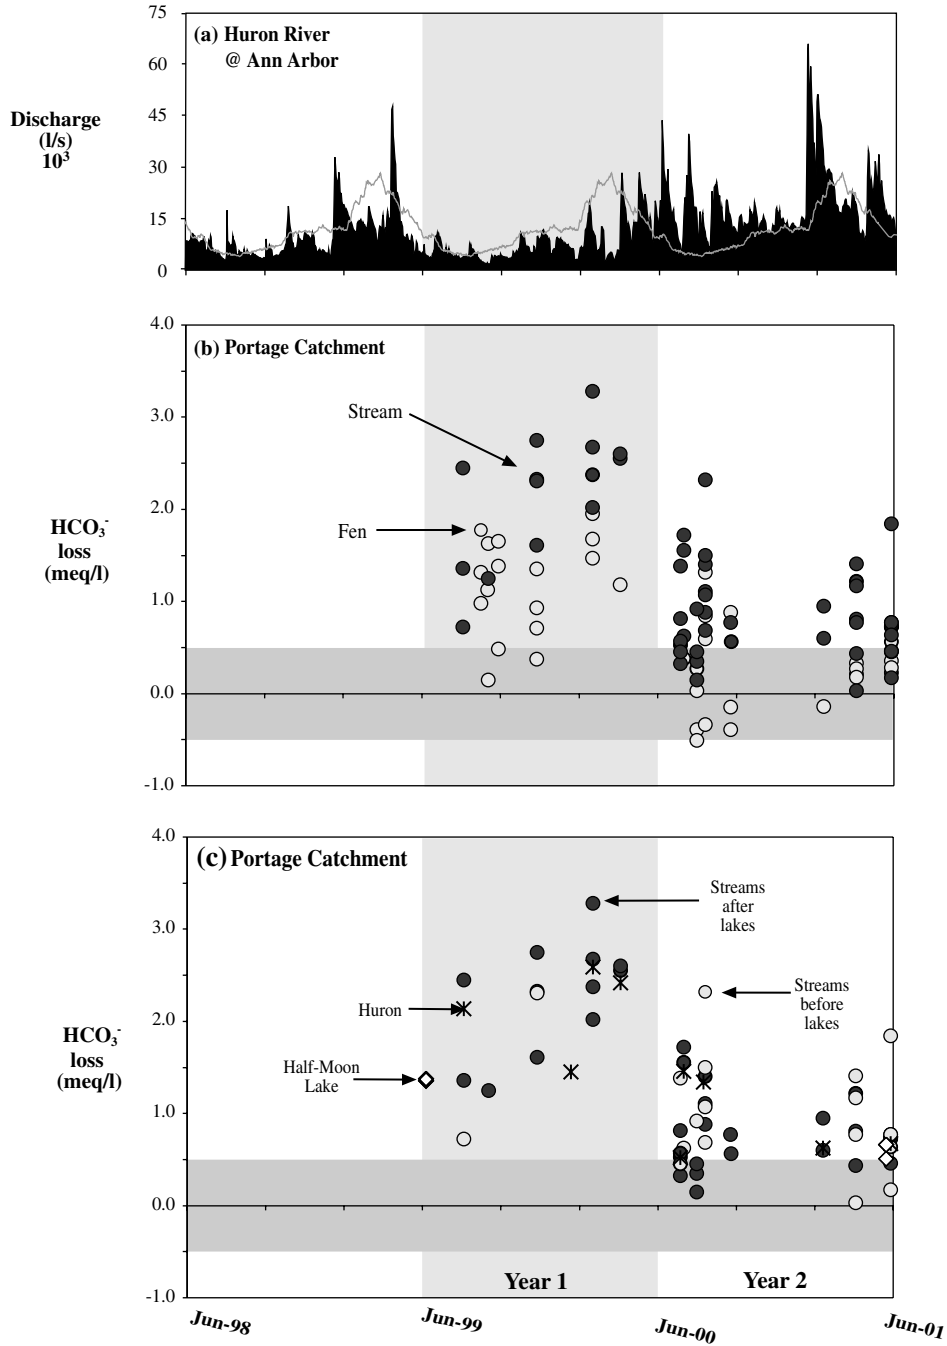 75
(a) Huron River
@ Ann Arbor
60
Discharge
(l/s)
10³
45
30
15
0
4.0
(b) Portage Catchment
3.0
Stream
2.0
Fen
HCO₃⁻
loss
(meq/l)
1.0
0.0
-1.0
4.0
(c) Portage Catchment
Streams
after
lakes
3.0
Streams
before
lakes
Huron
2.0
HCO₃⁻
loss
(meq/l)
Half-Moon
Lake
1.0
0.0
Year 1
Year 2
-1.0
Jun-98
Jun-99
Jun-00
Jun-01